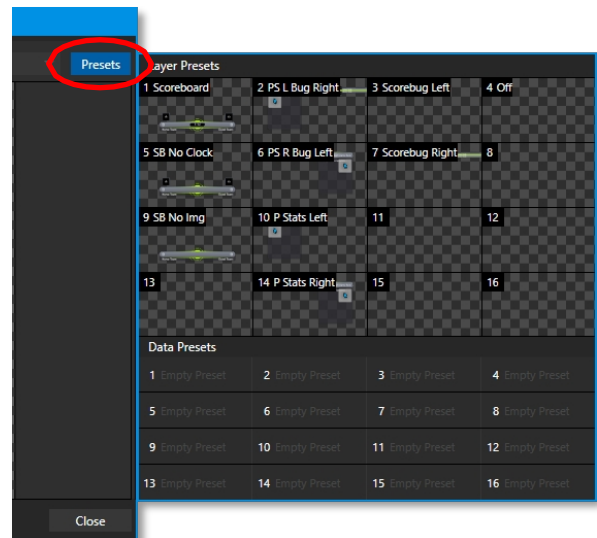 Presets
Layer Presets
1 Scoreboard
2 PS L Bug Right
3 Scorebug Left
4 Off
5 SB No Clock
6 PS R Bug Left
7 Scorebug Right
8
9 SB No Img
10 P Stats Left
11
12
13
14 P Stats Right
15
16
Data Presets
1 Empty Preset
2 Empty Preset
3 Empty Preset
4 Empty Preset
5 Empty Preset
6 Empty Preset
7 Empty Preset
8 Empty Preset
9 Empty Preset
10 Empty Preset
11 Empty Preset
12 Empty Preset
13 Empty Preset
14 Empty Preset
15 Empty Preset
16 Empty Preset
Close